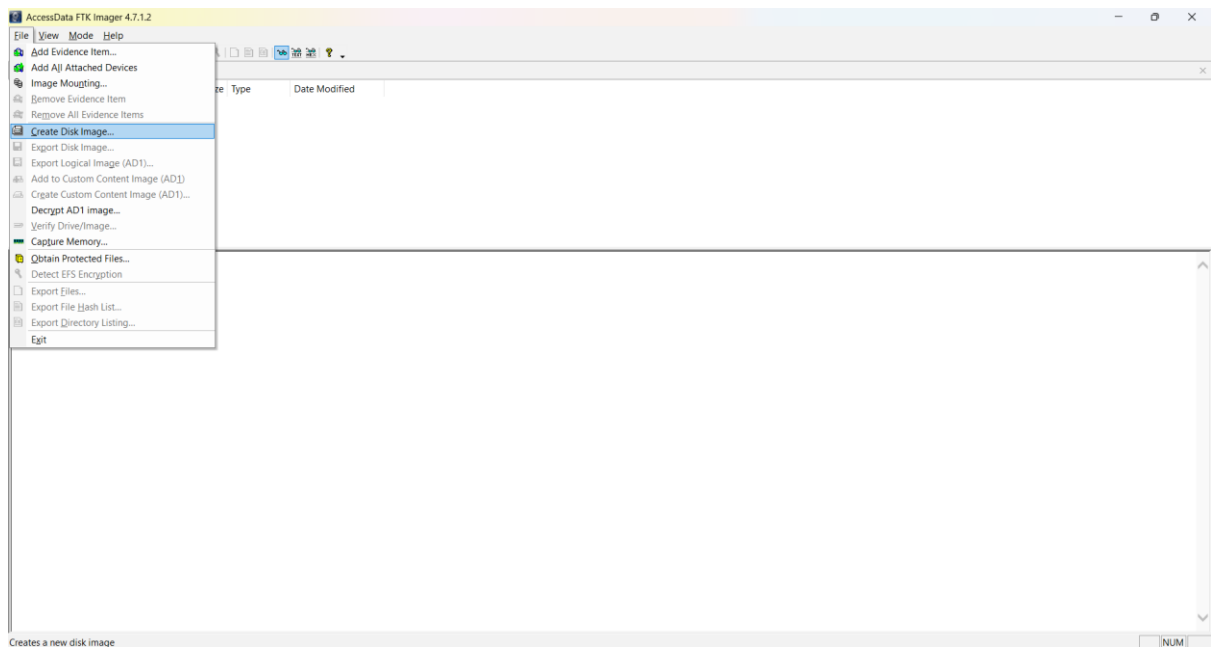 AccessData FTK Imager 4.7.1.2
File View Mode Help
Add Evidence Item...
Add All Attached Devices
Image Mounting...
ze Type Date Modified
Remove Evidence Item
Remove All Evidence Items
Create Disk Image...
Export Disk Image...
Export Logical Image (AD1)...
Add to Custom Content Image (AD1)
Create Custom Content Image (AD1)...
Decrypt AD1 image...
Verify Drive/Image...
Capture Memory...
Obtain Protected Files...
Detect EFS Encryption
Export Files...
Export File Hash List...
Export Directory Listing...
Exit
Creates a new disk image NUM